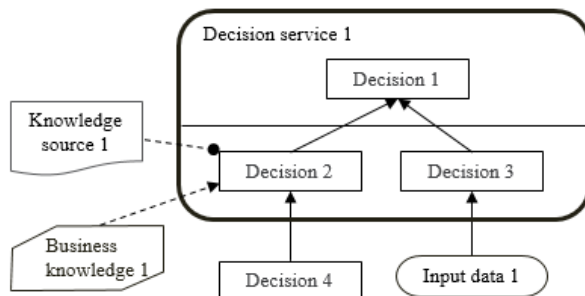 Decision service 1
Decision 1
Knowledge
source 1
Decision 2
Decision 3
Business
knowledge 1
Decision 4
Input data 1